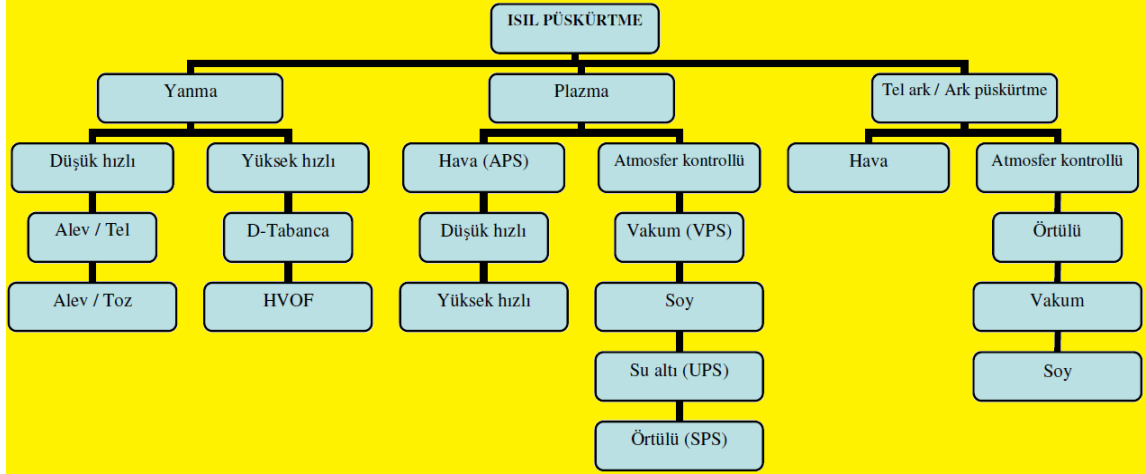 ISIL PÜSKÜRTME
Yanma
Plazma
Tel ark / Ark püskürtme
Düşük hızlı
Yüksek hızlı
Hava (APS)
Atmosfer kontrollü
Hava
Atmosfer kontrollü
Alev / Tel
D-Tabanca
Düşük hızlı
Vakum (VPS)
Örtülü
Alev / Toz
HVOF
Yüksek hızlı
Soy
Vakum
Su altı (UPS)
Soy
Örtülü (SPS)